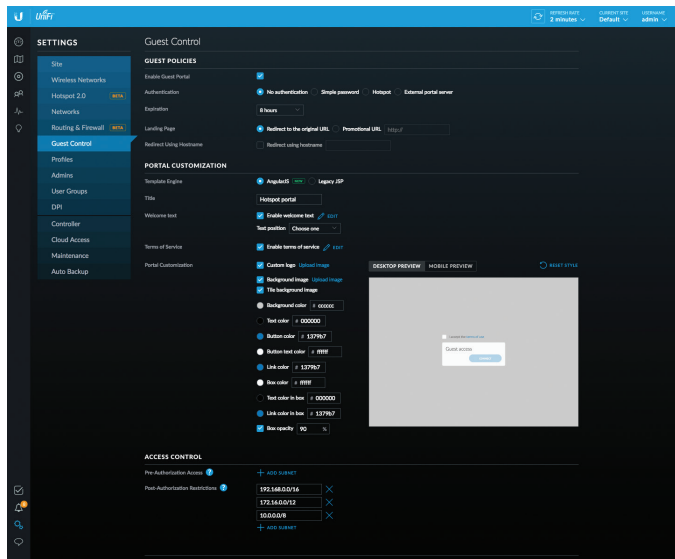 U UniFi
REFRESH RATE
2 minutes
CURRENT SITE
Default
USERNAME
admin
SETTINGS
Site
Wireless Networks
Hotspot 2.0 BETA
Networks
Routing & Firewall BETA
Guest Control
Profiles
Admins
User Groups
DPI
Controller
Cloud Access
Maintenance
Auto Backup
Guest Control
GUEST POLICIES
Enable Guest Portal
Authentication No authentication Simple password Hotspot External portal server
Expiration 8 hours
Landing Page Redirect to the original URL Promotional URL http://
Redirect Using Hostname Redirect using hostname
PORTAL CUSTOMIZATION
Template Engine AngularJS Legacy JSP
Title Hotspot portal
Welcome text Enable welcome text EDIT
Text position Choose one
Terms of Service Enable terms of service EDIT
Portal Customization Custom logo Upload image
Background image Upload image
Tile background image
Background color # cccccc
Text color # 000000
Button color # 1379b7
Button text color # ffffff
Link color # 1379b7
Box color # ffffff
Text color in box # 000000
Link color in box # 1379b7
Box opacity 90 %
DESKTOP PREVIEW MOBILE PREVIEW RESET STYLE
Guest access
ACCESS CONTROL
Pre-Authorization Access ? + ADD SUBNET
Post-Authorization Restrictions ? 192.168.0.0/16
172.16.0.0/12
10.0.0.0/8
+ ADD SUBNET